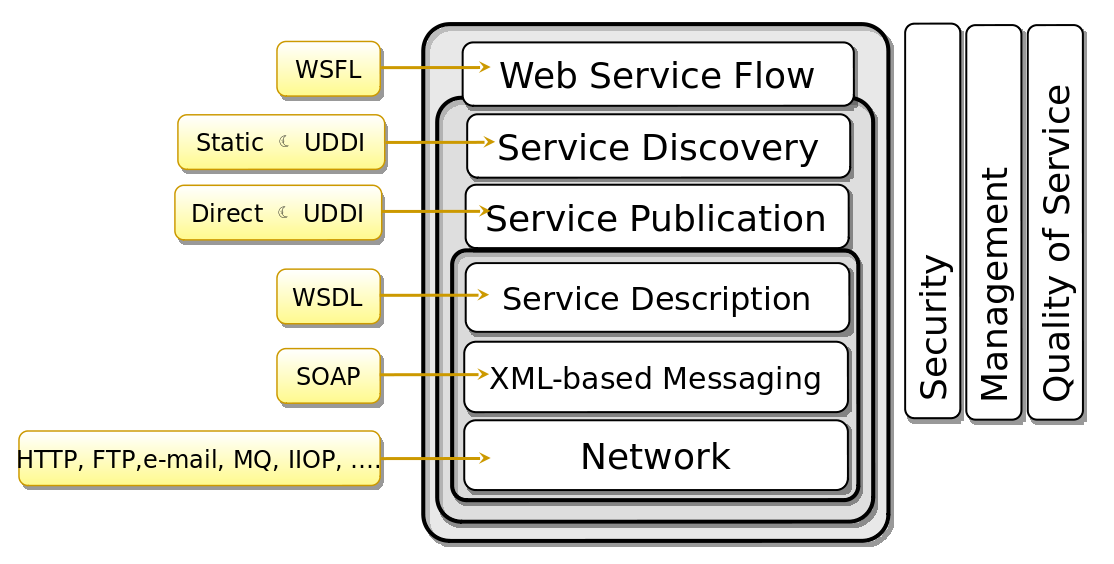 WSFL
Web Service Flow
Static ☾ UDDI
Service Discovery
Direct ☾ UDDI
Service Publication
WSDL
Service Description
SOAP
XML-based Messaging
HTTP, FTP,e-mail, MQ, IIOP, ....
Network
Security
Management
Quality of Service